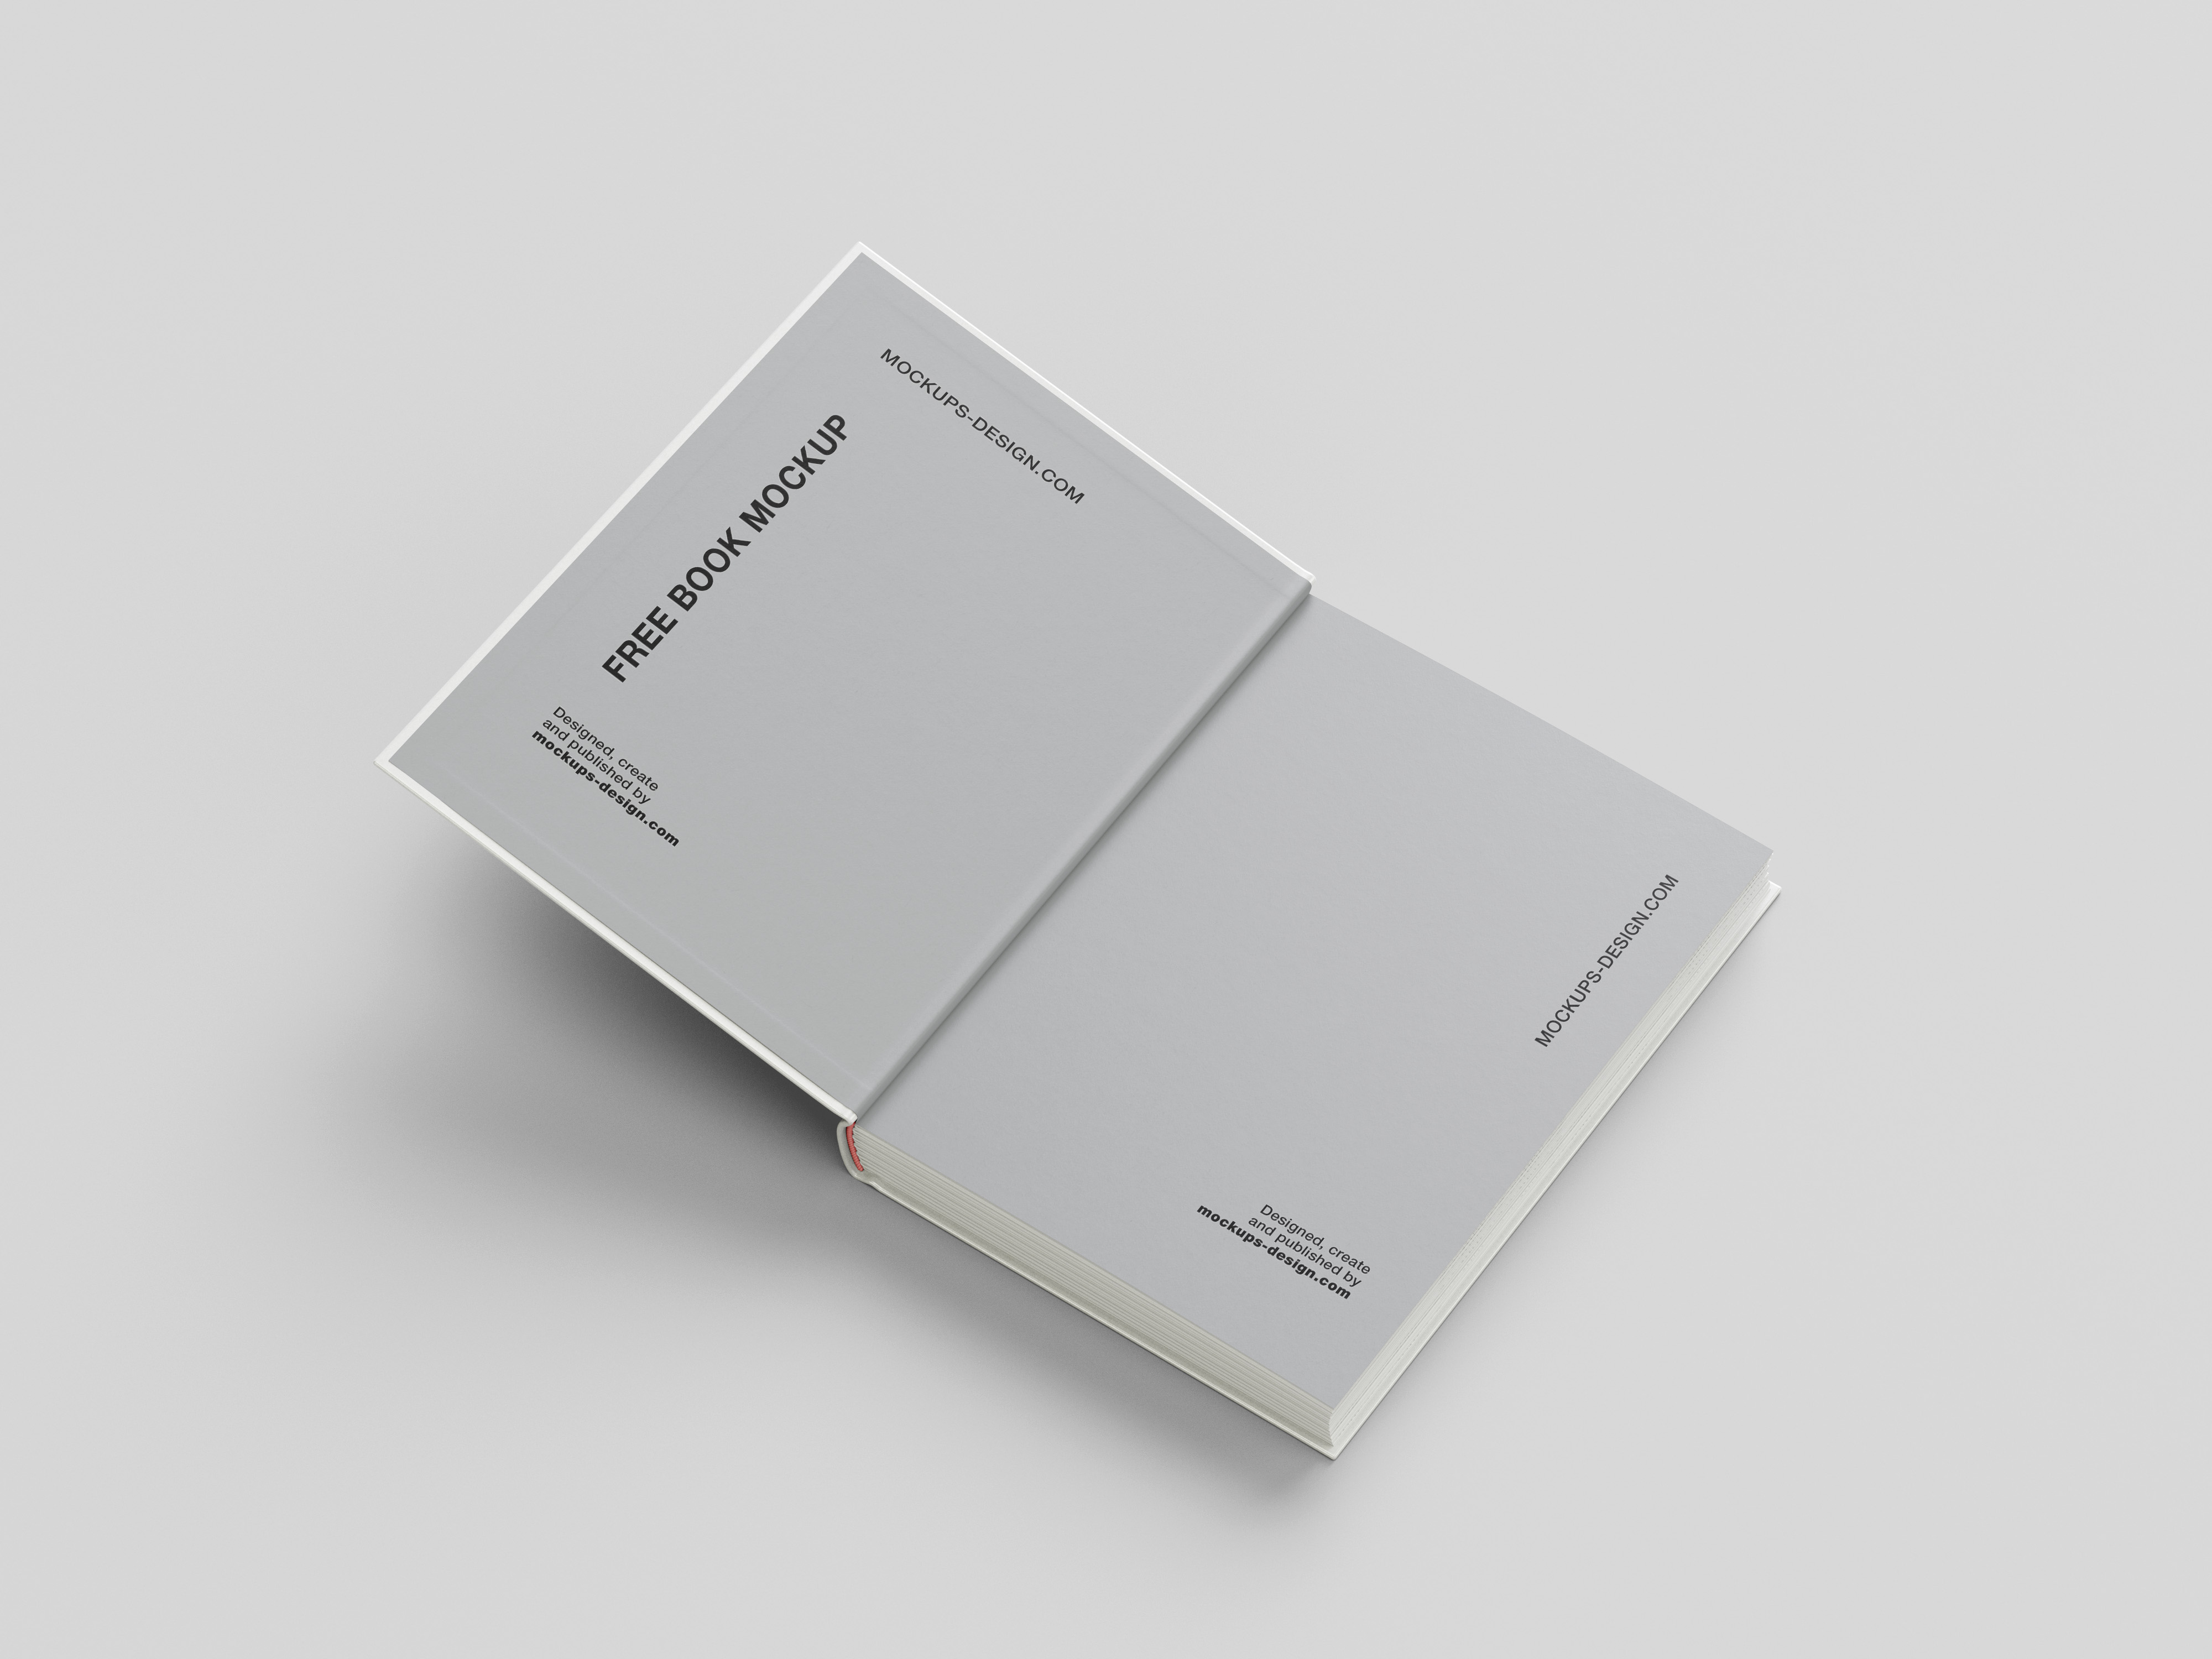 MOCKUPS-DESIGN.COM
FREE BOOK MOCKUP
Designed, create
and published by
mockups-design.com
MOCKUPS-DESIGN.COM
Designed, create
and published by
mockups-design.com